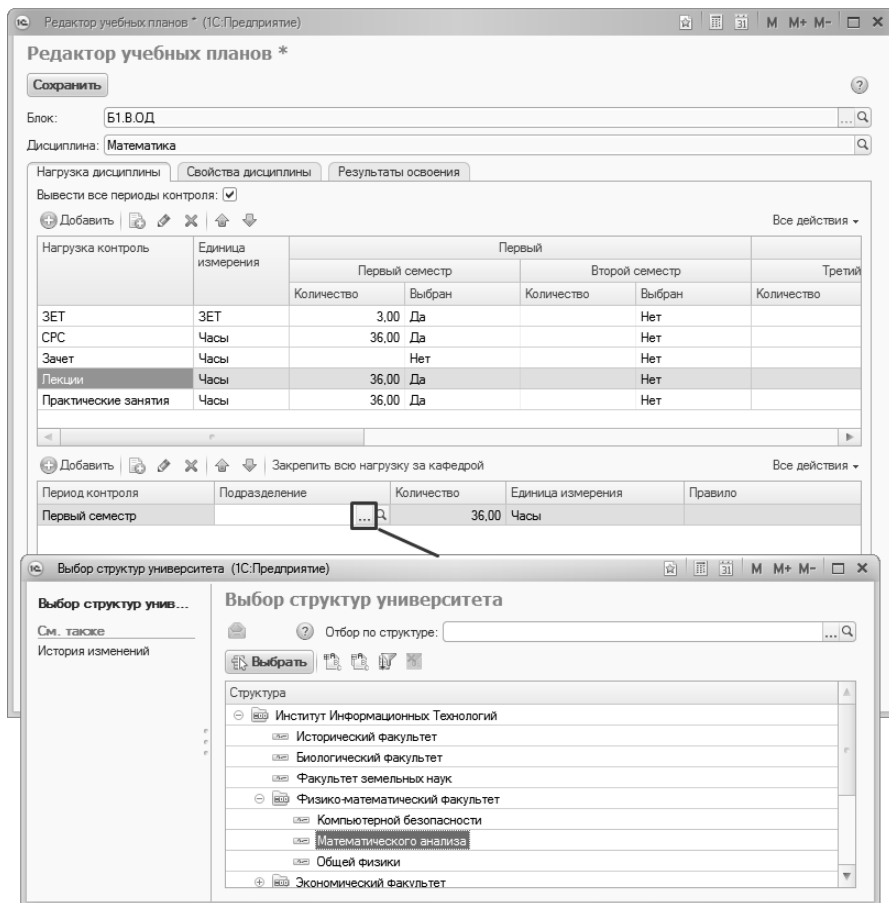 Редактор учебных планов * (1С:Предприятие) 31 M M+ M-
Редактор учебных планов *
Сохранить ?
Блок: Б1.В.ОД ...
Дисциплина: Математика
Нагрузка дисциплины Свойства дисциплины Результаты освоения
Вывести все периоды контроля:
Добавить Все действия
Нагрузка контроль Единица измерения Первый
Первый семестр Второй семестр Третий
Количество Выбран Количество Выбран Количество
ЗЕТ ЗЕТ 3,00 Да Нет
СРС Часы 36,00 Да Нет
Зачет Часы Нет Нет
Лекции Часы 36,00 Да Нет
Практические занятия Часы 36,00 Да Нет
Добавить Закрепить всю нагрузку за кафедрой Все действия
Период контроля Подразделение Количество Единица измерения Правило
Первый семестр ... 36,00 Часы
Выбор структур университета (1С:Предприятие) 31 M M+ M-
Выбор структур унив... Выбор структур университета
См. также ? Отбор по структуре: ...
История изменений
Выбрать
Структура
Институт Информационных Технологий
Исторический факультет
Биологический факультет
Факультет земельных наук
Физико-математический факультет
Компьютерной безопасности
Математического анализа
Общей физики
Экономический факультет